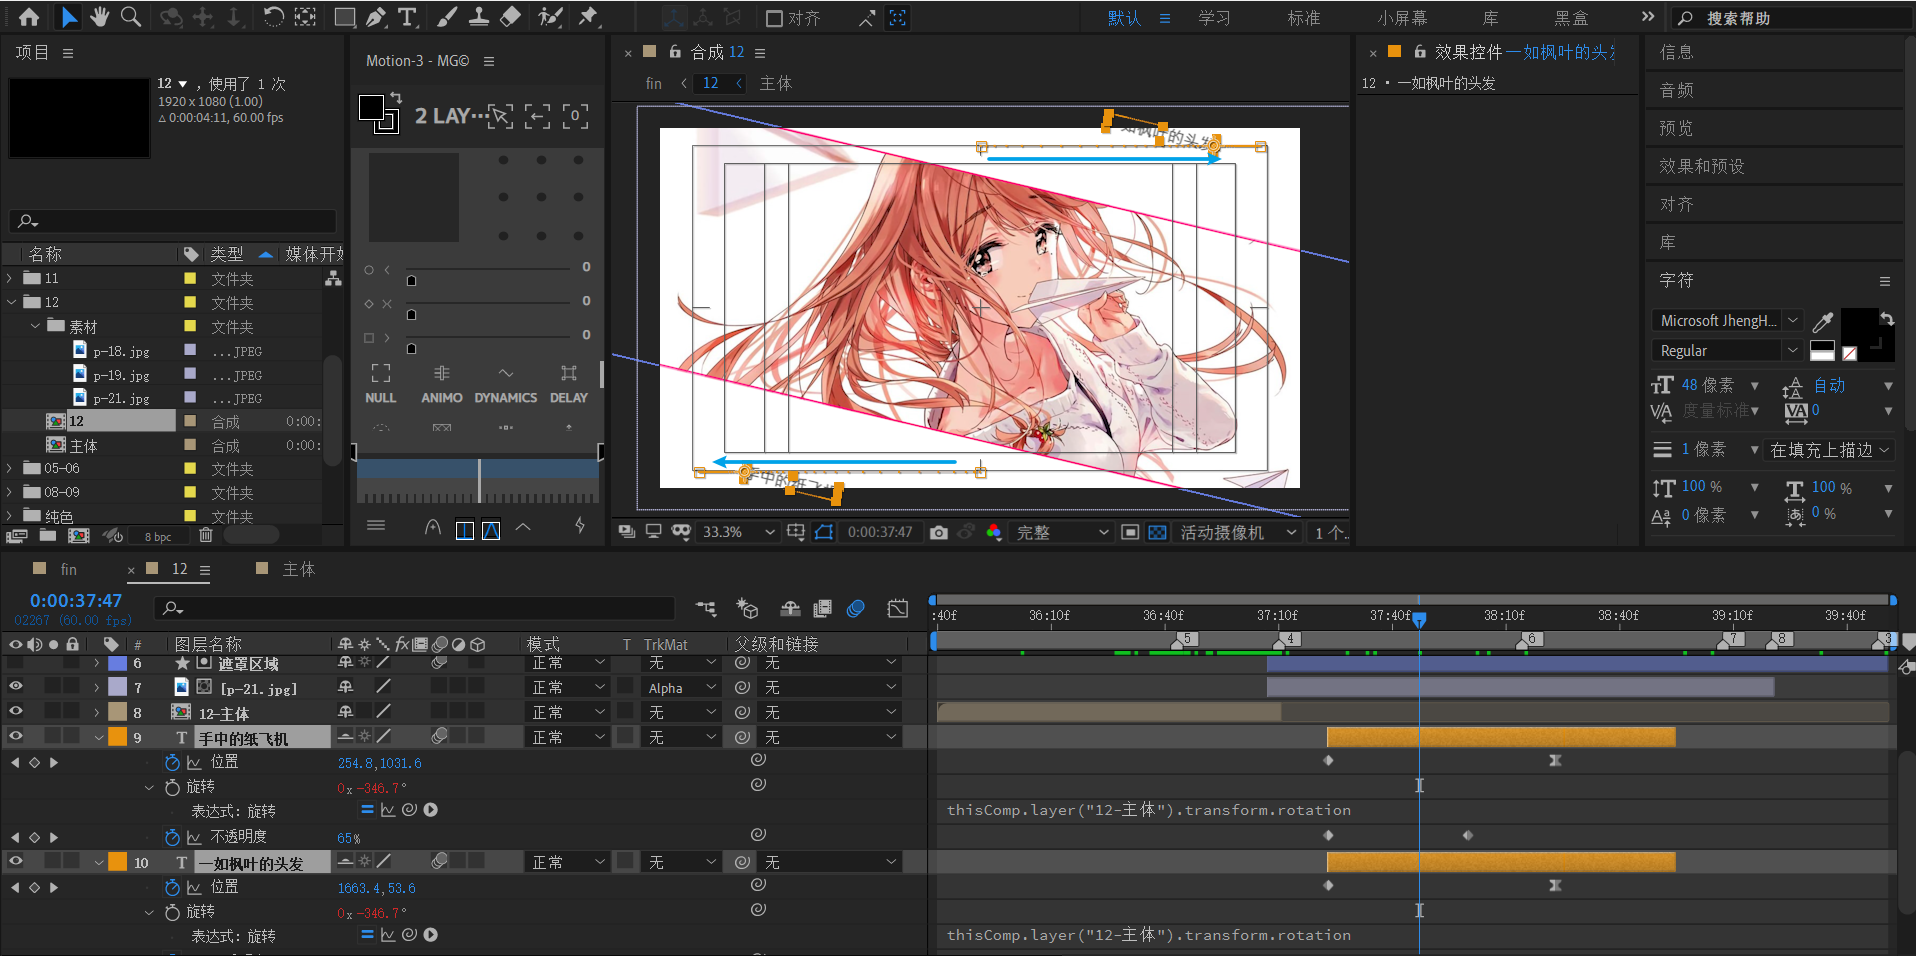 对齐
默认
学习
标准
小屏幕
库
黑盒
搜索帮助
项目
12 ▼ ，使用了 1 次
1920 x 1080 (1.00)
△ 0:00:04:11, 60.00 fps
名称
类型
媒体开始
11
文件夹
12
文件夹
素材
文件夹
p-18.jpg
...JPEG
p-19.jpg
...JPEG
p-21.jpg
...JPEG
12
合成
0:00:
主体
合成
0:00:
05-06
文件夹
08-09
文件夹
纯色
文件夹
8 bpc
Motion-3 - MG©
2 LAY···
0
0
0
0
NULL
ANIMO
DYNAMICS
DELAY
合成 12
fin
12
主体
一如枫叶的头发
手中的纸飞机
33.3%
0:00:37:47
完整
活动摄像机
1 个...
效果控件 一如枫叶的头发
12 · 一如枫叶的头发
信息
音频
预览
效果和预设
对齐
库
字符
Microsoft JhengH...
Regular
48 像素
自动
度量标准
0
1 像素
在填充上描边
100 %
100 %
0 像素
0 %
fin
12
主体
0:00:37:47
02267 (60.00 fps)
#
图层名称
模式
T
TrkMat
父级和链接
6
遮罩区域
正常
无
无
7
[p-21.jpg]
正常
Alpha
无
8
12-主体
正常
无
无
9
T
手中的纸飞机
正常
无
无
位置
254.8,1031.6
旋转
0x-346.7°
表达式: 旋转
不透明度
65%
10
T
一如枫叶的头发
正常
无
无
位置
1663.4,53.6
旋转
0x-346.7°
表达式: 旋转
:40f
36:10f
36:40f
37:10f
37:40f
38:10f
38:40f
39:10f
39:40f
5
4
6
7
8
3
thisComp.layer("12-主体").transform.rotation
thisComp.layer("12-主体").transform.rotation